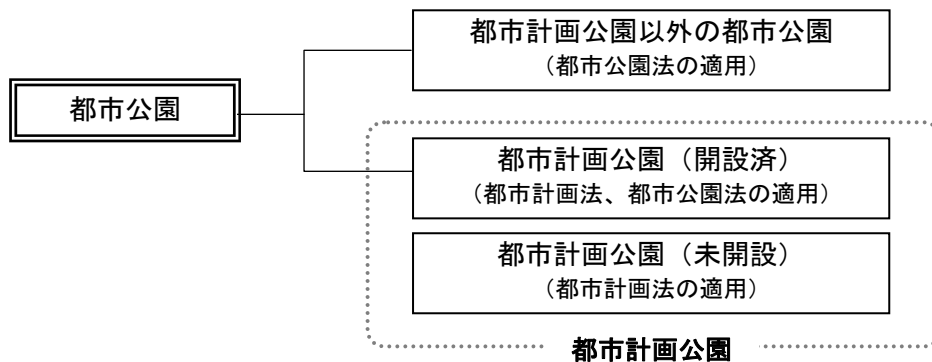 都市計画公園以外の都市公園
（都市公園法の適用）
都市公園
都市計画公園（開設済）
（都市計画法、都市公園法の適用）
都市計画公園（未開設）
（都市計画法の適用）
都市計画公園